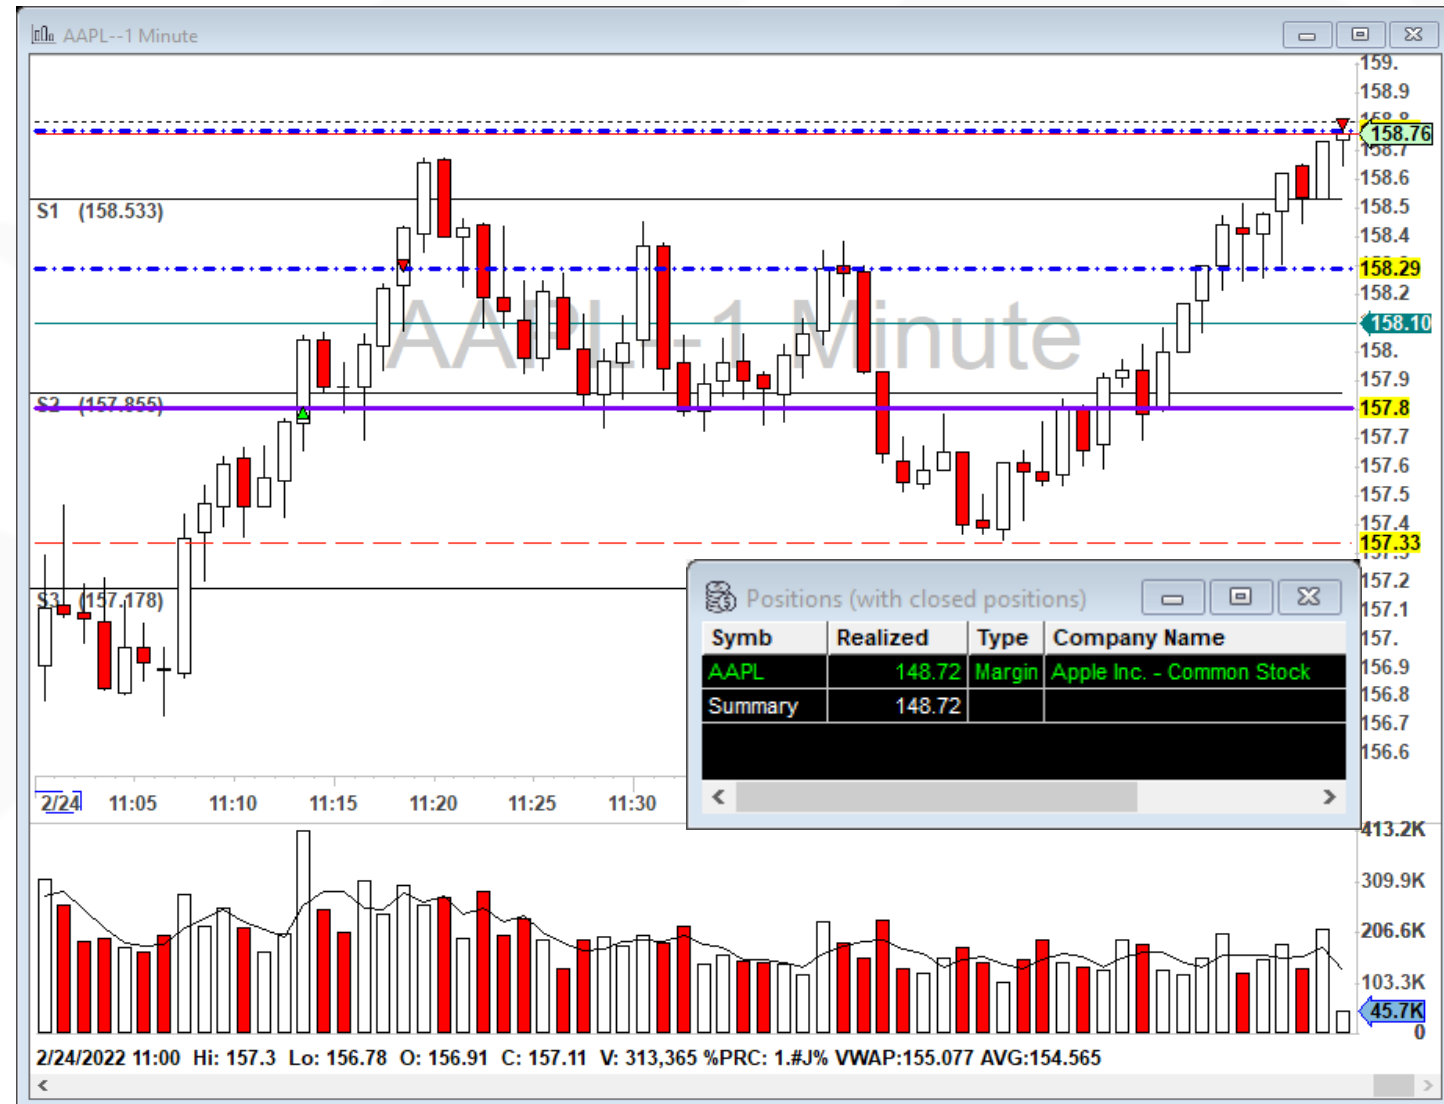 AAPL--1 Minute
159.
158.9
158.8
158.76
158.7
158.6
S1 (158.533)
158.5
158.4
158.29
158.2
AAPL--1 Minute
158.10
158.
157.9
S2 (157.855)
157.8
157.7
157.6
157.5
157.4
157.33
157.2
S3 (157.178)
157.1
157.
156.9
156.8
156.7
156.6
Positions (with closed positions)
Symb Realized Type Company Name
AAPL 148.72 Margin Apple Inc. - Common Stock
Summary 148.72
2/24 11:05 11:10 11:15 11:20 11:25 11:30
413.2K
309.9K
206.6K
103.3K
45.7K
0
2/24/2022 11:00 Hi: 157.3 Lo: 156.78 O: 156.91 C: 157.11 V: 313,365 %PRC: 1.#J% VWAP:155.077 AVG:154.565